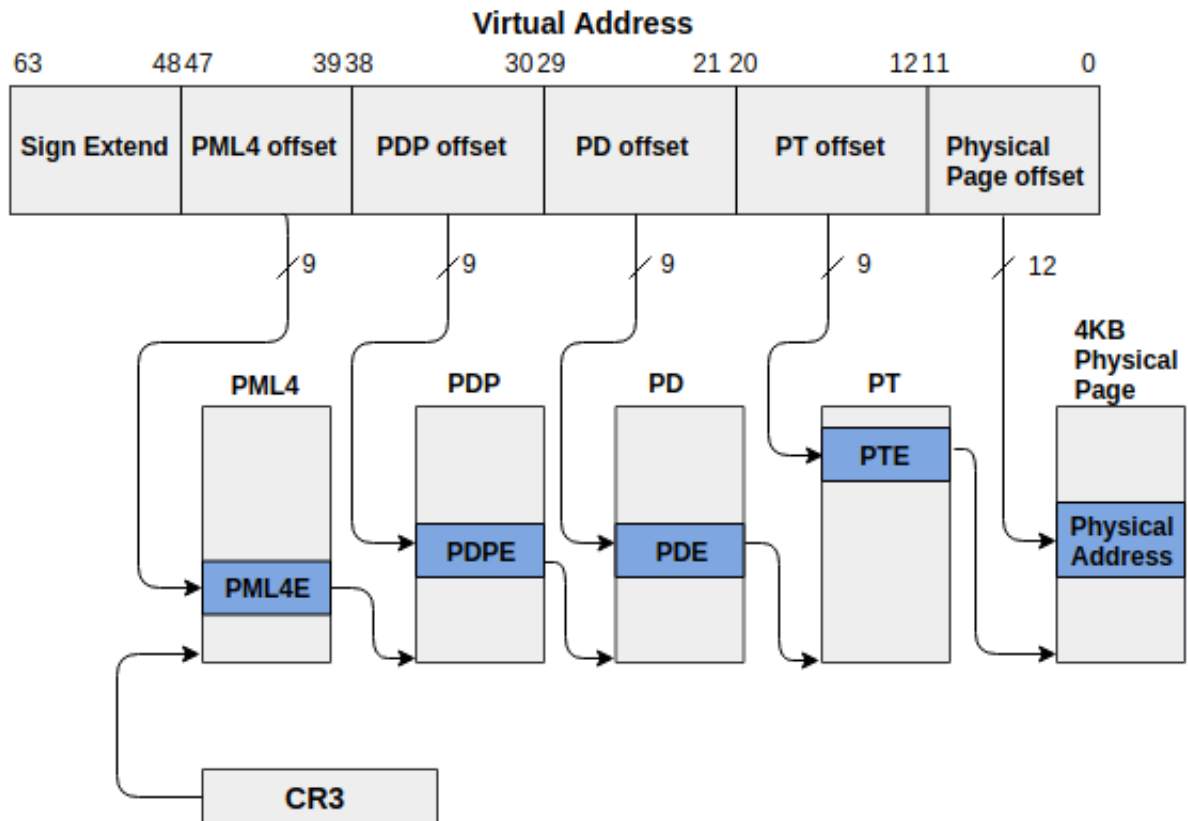 Virtual Address
63 48 47 39 38 30 29 21 20 12 11 0
Sign Extend PML4 offset PDP offset PD offset PT offset Physical
Page offset
9 9 9 9 12
4KB
Physical
Page
PML4 PDP PD PT
PTE
Physical
Address
PDPE PDE
PML4E
CR3